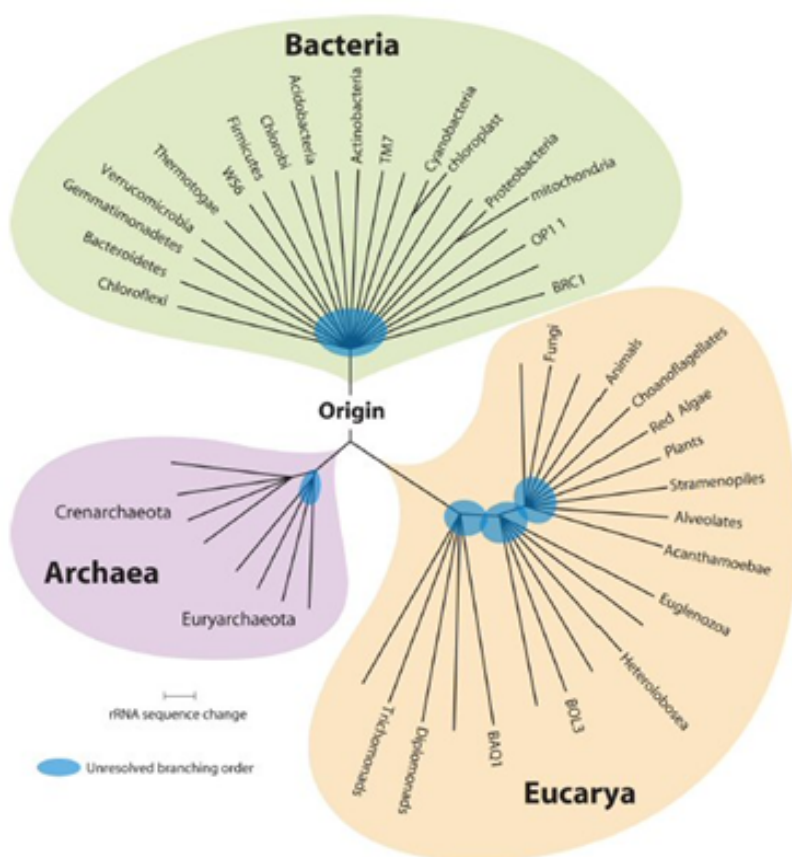 Bacteria
Chloroflexi
Bacteroidetes
Gemmatimonadetes
Verrucomicrobia
Thermotogae
WS6
Firmicutes
Chlorobi
Acidobacteria
Actinobacteria
TM7
Cyanobacteria
chloroplast
Proteobacteria
mitochondria
OP1 1
BRC1
Origin
Crenarchaeota
Archaea
Euryarchaeota
Fungi
Animals
Choanoflagellates
Red Algae
Plants
Stramenopiles
Alveolates
Acanthamoebae
Euglenozoa
Heterolobosea
BOL3
BAQ1
Diplomonads
Trichomonads
Eucarya
rRNA sequence change
Unresolved branching order